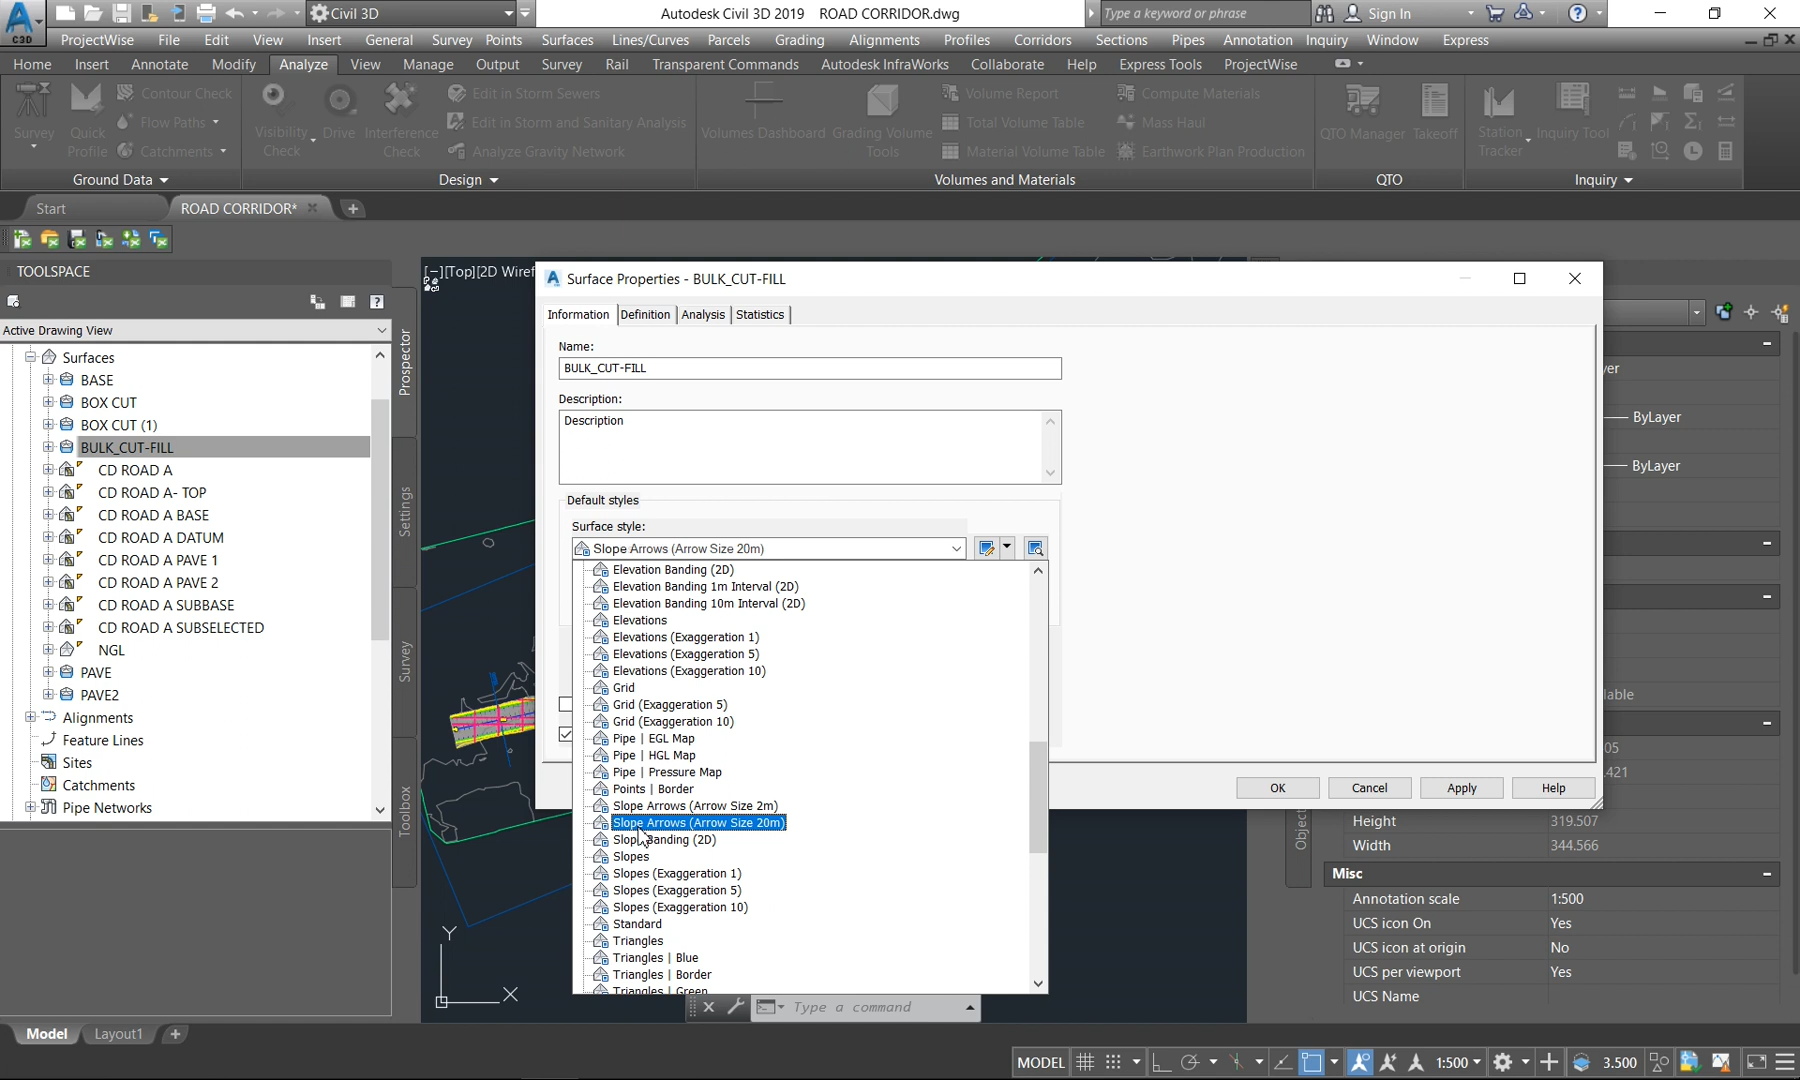 C3D
Civil 3D
Autodesk Civil 3D 2019 ROAD CORRIDOR.dwg
Type a keyword or phrase
Sign In
ProjectWise File Edit View Insert General Survey Points Surfaces Lines/Curves Parcels Grading Alignments Profiles Corridors Sections Pipes Annotation Inquiry Window Express
Home Insert Annotate Modify Analyze View Manage Output Survey Rail Transparent Commands Autodesk InfraWorks Collaborate Help Express Tools ProjectWise
Contour Check Edit in Storm Sewers Volume Report Compute Materials
Flow Paths Edit in Storm and Sanitary Analysis Total Volume Table Mass Haul
Survey Quick Profile Visibility Check Drive Interference Check Volumes Dashboard Grading Volume Tools QTO Manager Takeoff Station Tracker Inquiry Tool
Catchments Analyze Gravity Network Material Volume Table Earthwork Plan Production
Ground Data Design Volumes and Materials QTO Inquiry
Start ROAD CORRIDOR*
TOOLSPACE
Active Drawing View
Surfaces
BASE
BOX CUT
BOX CUT (1)
BULK_CUT-FILL
CD ROAD A
CD ROAD A- TOP
CD ROAD A BASE
CD ROAD A DATUM
CD ROAD A PAVE 1
CD ROAD A PAVE 2
CD ROAD A SUBBASE
CD ROAD A SUBSELECTED
NGL
PAVE
PAVE2
Alignments
Feature Lines
Sites
Catchments
Pipe Networks
Prospector
Settings
Survey
Toolbox
[−][Top][2D Wiref
Surface Properties - BULK_CUT-FILL
Information Definition Analysis Statistics
Name:
BULK_CUT-FILL
Description:
Description
Default styles
Surface style:
Slope Arrows (Arrow Size 20m)
Elevation Banding (2D)
Elevation Banding 1m Interval (2D)
Elevation Banding 10m Interval (2D)
Elevations
Elevations (Exaggeration 1)
Elevations (Exaggeration 5)
Elevations (Exaggeration 10)
Grid
Grid (Exaggeration 5)
Grid (Exaggeration 10)
Pipe | EGL Map
Pipe | HGL Map
Pipe | Pressure Map
Points | Border
Slope Arrows (Arrow Size 2m)
Slope Arrows (Arrow Size 20m)
Slope Banding (2D)
Slopes
Slopes (Exaggeration 1)
Slopes (Exaggeration 5)
Slopes (Exaggeration 10)
Standard
Triangles
Triangles | Blue
Triangles | Border
Triangles | Green
OK Cancel Apply Help
yer
ByLayer
ByLayer
lable
05
.421
Object
Height 319.507
Width 344.566
Misc
Annotation scale 1:500
UCS icon On Yes
UCS icon at origin No
UCS per viewport Yes
UCS Name
Y
X
Type a command
Model Layout1
MODEL 1:500 3.500